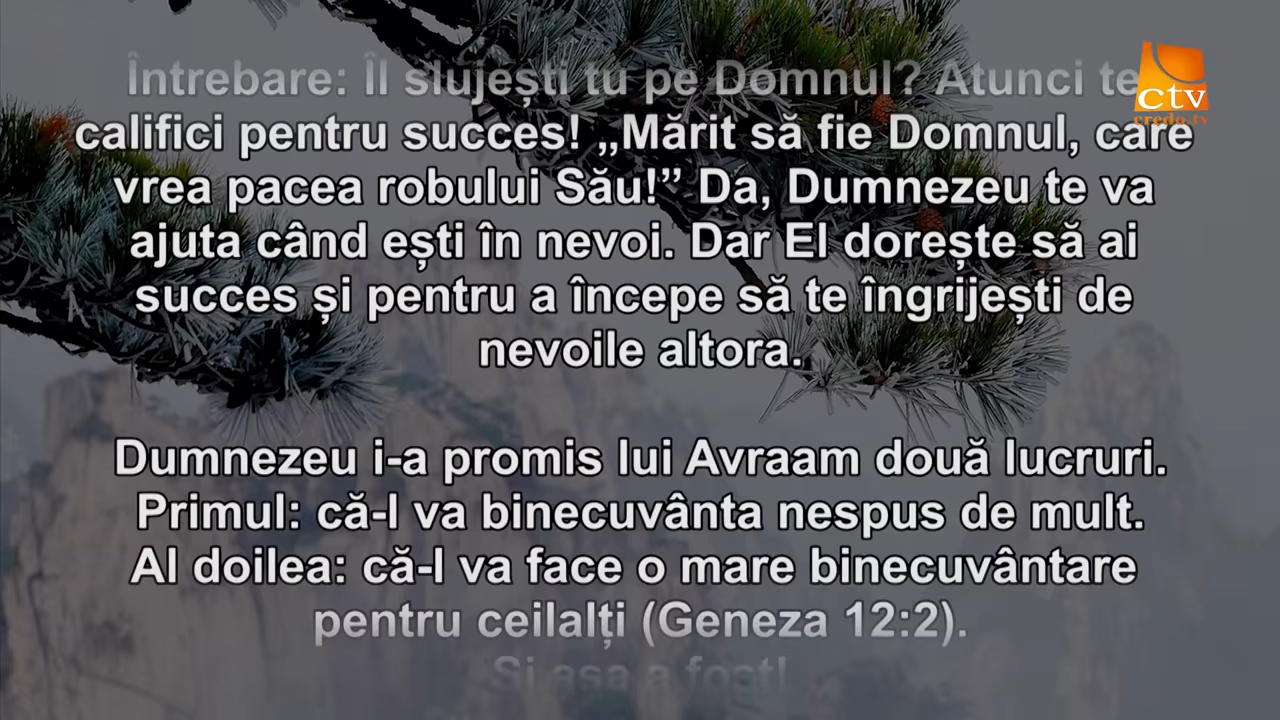 Întrebare: Îl slujești tu pe Domnul? Atunci te
califici pentru succes! „Mărit să fie Domnul, care
vrea pacea robului Său!” Da, Dumnezeu te va
ajuta când ești în nevoi. Dar El dorește să ai
succes și pentru a începe să te îngrijești de
nevoile altora.
Dumnezeu i-a promis lui Avraam două lucruri.
Primul: că-l va binecuvânta nespus de mult.
Al doilea: că-l va face o mare binecuvântare
pentru ceilalți (Geneza 12:2).
Și așa a fost!
ctv
credo.tv